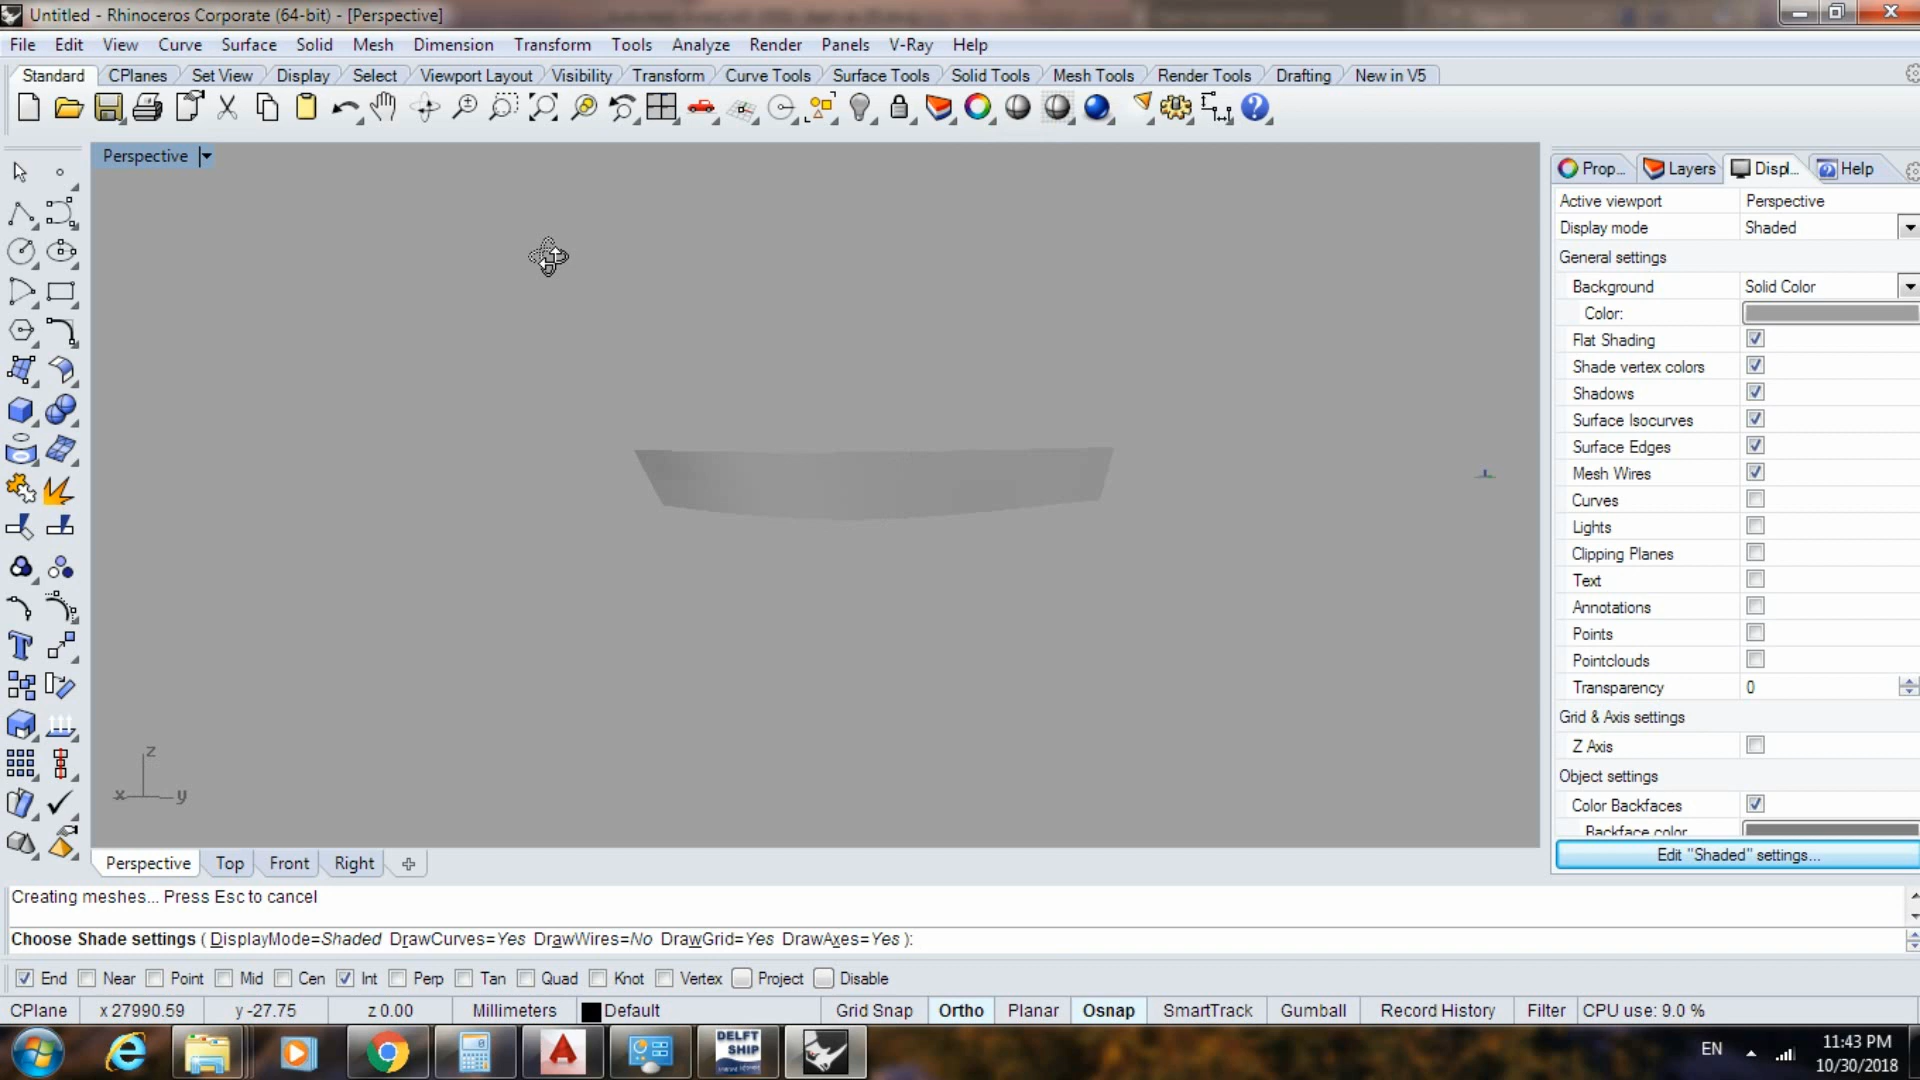 Untitled - Rhinoceros Corporate (64-bit) - [Perspective]
File Edit View Curve Surface Solid Mesh Dimension Transform Tools Analyze Render Panels V-Ray Help
Standard CPlanes Set View Display Select Viewport Layout Visibility Transform Curve Tools Surface Tools Solid Tools Mesh Tools Render Tools Drafting New in V5
Perspective
Prop... Layers Displ... Help
Active viewport Perspective
Display mode Shaded
General settings
Background Solid Color
Color:
Flat Shading
Shade vertex colors
Shadows
Surface Isocurves
Surface Edges
Mesh Wires
Curves
Lights
Clipping Planes
Text
Annotations
Points
Pointclouds
Transparency 0
Grid & Axis settings
Z Axis
Object settings
Color Backfaces
Backface color
Edit "Shaded" settings...
z
x y
Perspective Top Front Right
Creating meshes... Press Esc to cancel
Choose Shade settings ( DisplayMode=Shaded DrawCurves=Yes DrawWires=No DrawGrid=Yes DrawAxes=Yes ):
End Near Point Mid Cen Int Perp Tan Quad Knot Vertex Project Disable
CPlane x 27990.59 y -27.75 z 0.00 Millimeters Default Grid Snap Ortho Planar Osnap SmartTrack Gumball Record History Filter CPU use: 9.0 %
DELFT
SHIP
EN
11:43 PM
10/30/2018